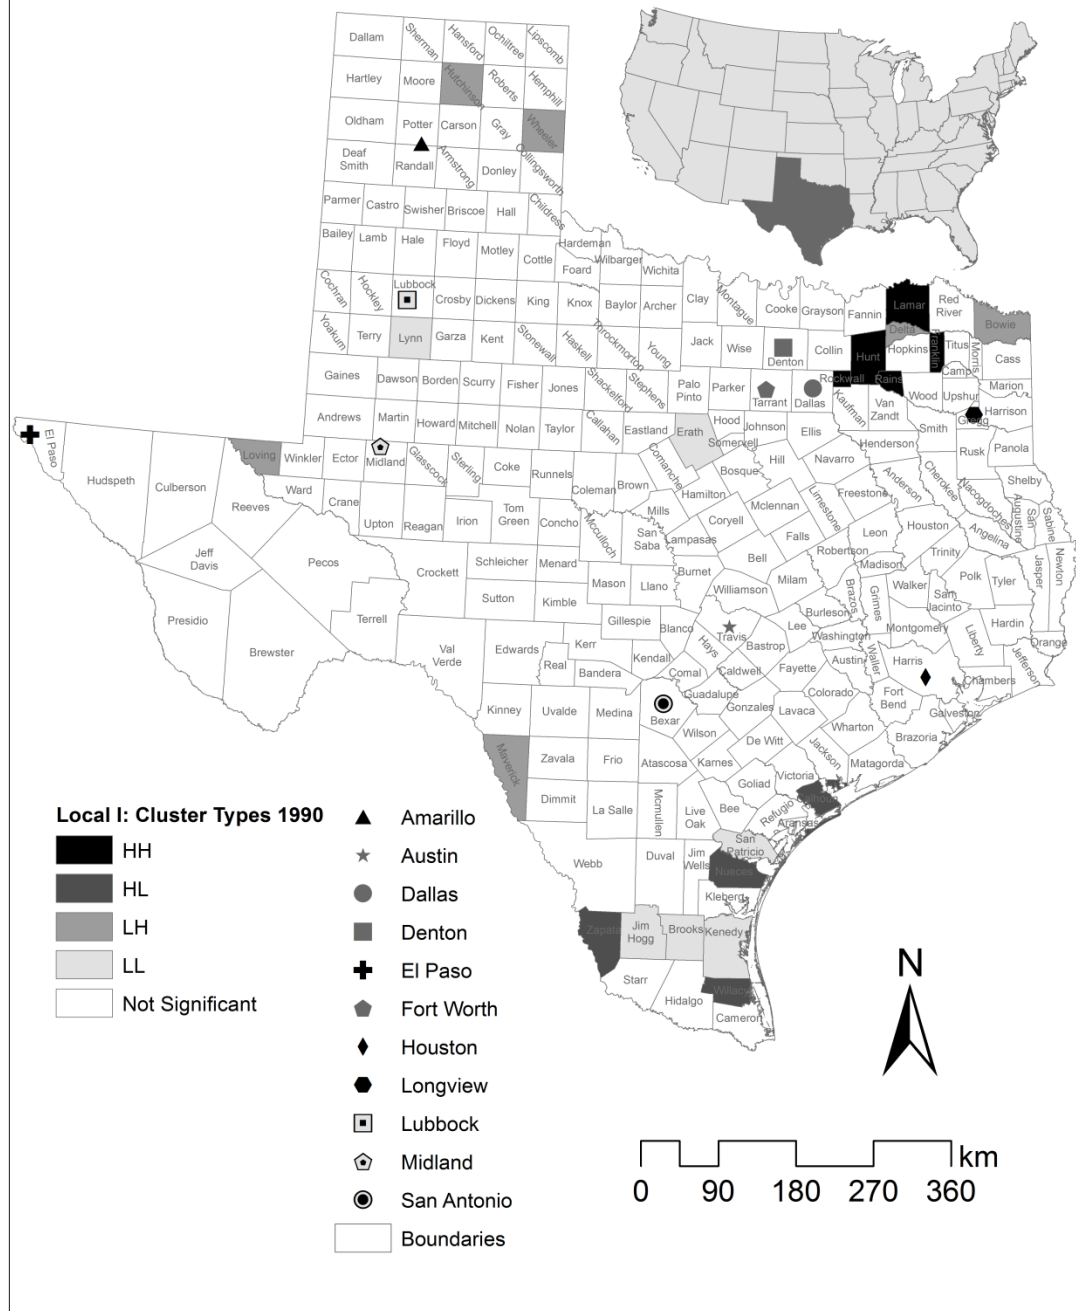 Dallam
Sherman
Hansford
Ochiltree
Lipscomb
Hartley
Moore
Hutchinson
Roberts
Hemphill
Oldham
Potter
Carson
Gray
Wheeler
Deaf
Smith
Randall
Armstrong
Donley
Collingsworth
Parmer
Castro
Swisher
Briscoe
Hall
Childress
Bailey
Lamb
Hale
Floyd
Motley
Cottle
Hardeman
Foard
Wilbarger
Wichita
Cochran
Hockley
Lubbock
Crosby
Dickens
King
Knox
Baylor
Archer
Clay
Montague
Cooke
Grayson
Fannin
Lamar
Red
River
Bowie
Delta
Yoakum
Terry
Lynn
Garza
Kent
Stonewall
Haskell
Throckmorton
Young
Jack
Wise
Denton
Collin
Hunt
Hopkins
Franklin
Titus
Morris
Cass
Camp
Gaines
Dawson
Borden
Scurry
Fisher
Jones
Shackelford
Stephens
Palo
Pinto
Parker
Tarrant
Dallas
Rockwall
Kaufman
Rains
Van
Zandt
Wood
Upshur
Marion
Harrison
Gregg
Smith
Andrews
Martin
Howard
Mitchell
Nolan
Taylor
Callahan
Eastland
Erath
Hood
Somervell
Johnson
Ellis
Henderson
Rusk
Panola
El Paso
Hudspeth
Culberson
Reeves
Loving
Winkler
Ector
Midland
Glasscock
Sterling
Coke
Runnels
Coleman
Brown
Comanche
Hamilton
Bosque
Hill
Navarro
Freestone
Limestone
Anderson
Cherokee
Nacogdoches
Shelby
San
Augustine
Sabine
Ward
Crane
Upton
Reagan
Irion
Tom
Green
Concho
Mcculloch
San
Saba
Mills
Lampasas
Coryell
Mclennan
Falls
Robertson
Leon
Houston
Angelina
Trinity
Madison
Walker
Polk
Tyler
Jasper
Newton
Jeff
Davis
Pecos
Crockett
Schleicher
Menard
Mason
Llano
Burnet
Bell
Williamson
Milam
Brazos
Grimes
San
Jacinto
Hardin
Presidio
Brewster
Terrell
Val
Verde
Sutton
Kimble
Edwards
Gillespie
Kerr
Real
Bandera
Kendall
Blanco
Hays
Travis
Bastrop
Lee
Burleson
Washington
Montgomery
Liberty
Orange
Jefferson
Chambers
Harris
Waller
Austin
Fayette
Caldwell
Comal
Guadalupe
Gonzales
Lavaca
Colorado
Fort
Bend
Galveston
Brazoria
Wharton
Matagorda
Kinney
Uvalde
Medina
Bexar
Wilson
De Witt
Jackson
Maverick
Zavala
Frio
Atascosa
Karnes
Goliad
Victoria
Calhoun
Dimmit
La Salle
Mcmullen
Live
Oak
Bee
Refugio
Aransas
San
Patricio
Webb
Duval
Jim
Wells
Nueces
Kleberg
Zapata
Jim
Hogg
Brooks
Kenedy
Starr
Hidalgo
Willacy
Cameron
Local I: Cluster Types 1990
HH
HL
LH
LL
Not Significant
Amarillo
Austin
Dallas
Denton
El Paso
Fort Worth
Houston
Longview
Lubbock
Midland
San Antonio
Boundaries
N
km
0 90 180 270 360